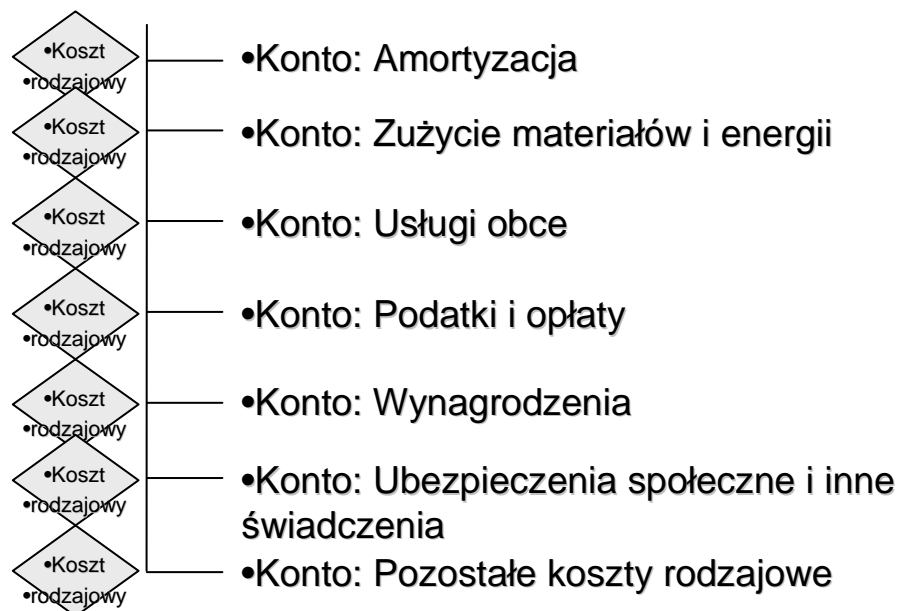 •Koszt
•rodzajowy
•Konto: Amortyzacja
•Koszt
•rodzajowy
•Konto: Zużycie materiałów i energii
•Koszt
•rodzajowy
•Konto: Usługi obce
•Koszt
•rodzajowy
•Konto: Podatki i opłaty
•Koszt
•rodzajowy
•Konto: Wynagrodzenia
•Koszt
•rodzajowy
•Konto: Ubezpieczenia społeczne i inne
świadczenia
•Koszt
•rodzajowy
•Konto: Pozostałe koszty rodzajowe